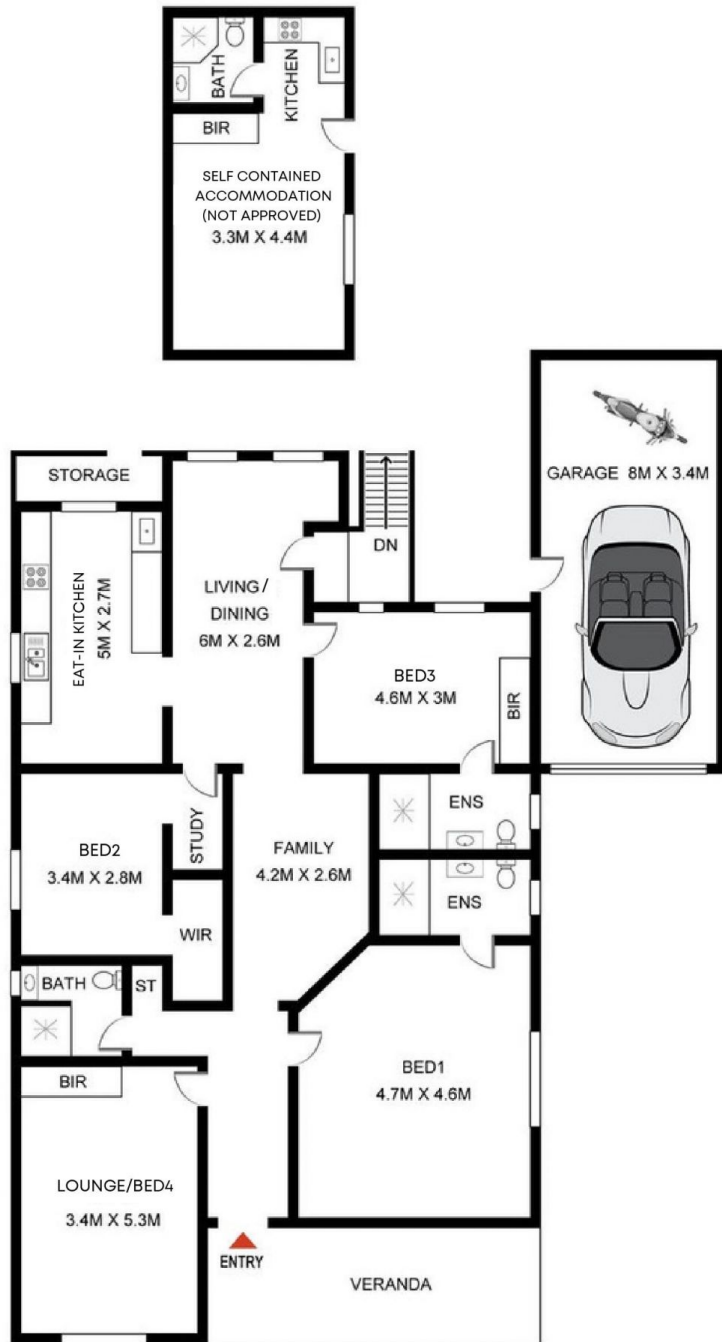 BATH
KITCHEN
BIR
SELF CONTAINED
ACCOMMODATION
(NOT APPROVED)
3.3M X 4.4M
STORAGE
GARAGE 8M X 3.4M
EAT-IN KITCHEN
5M X 2.7M
LIVING/
DINING
6M X 2.6M
DN
BED3
4.6M X 3M
BIR
BED2
3.4M X 2.8M
STUDY
FAMILY
4.2M X 2.6M
ENS
ENS
WIR
BATH
ST
BIR
BED1
4.7M X 4.6M
LOUNGE/BED4
3.4M X 5.3M
ENTRY
VERANDA